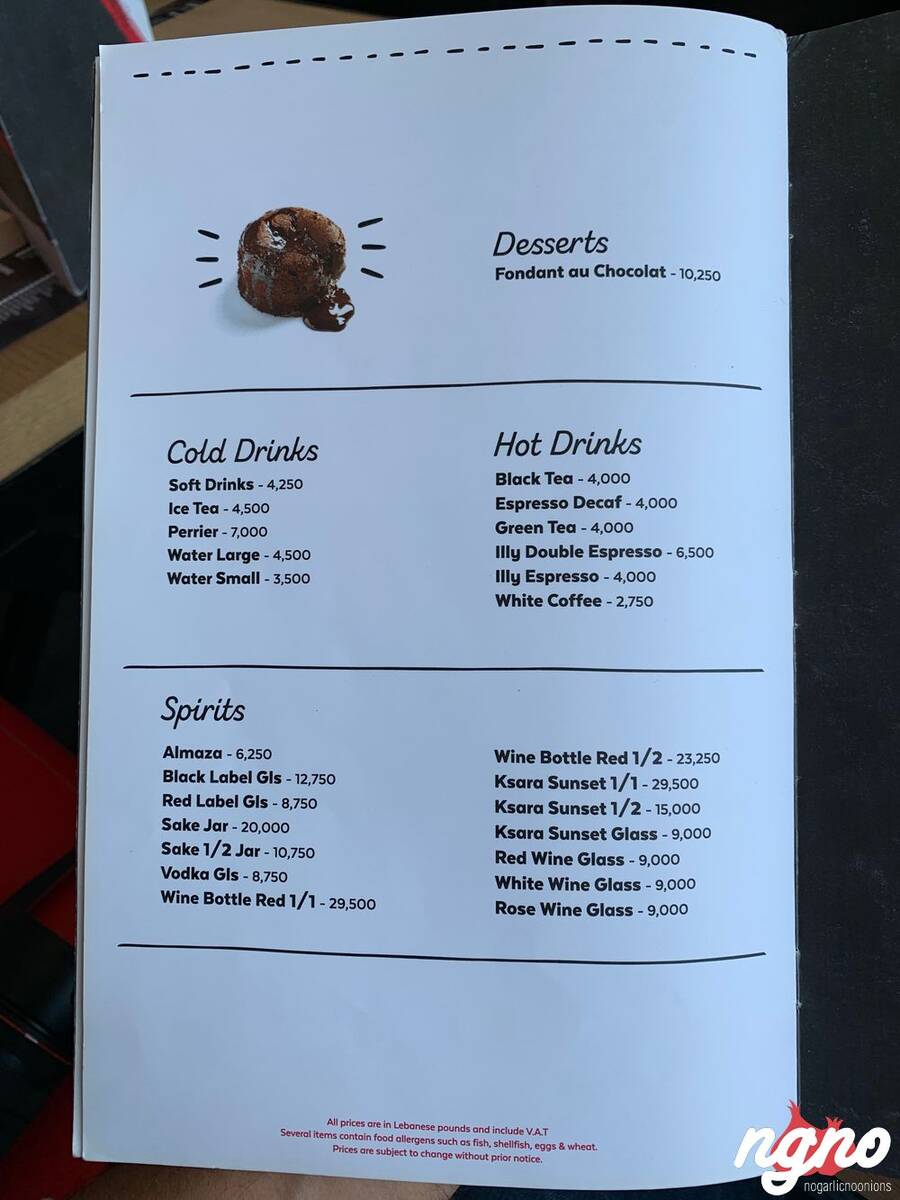 Desserts
Fondant au Chocolat - 10,250
Cold Drinks
Soft Drinks - 4,250
Ice Tea - 4,500
Perrier - 7,000
Water Large - 4,500
Water Small - 3,500
Hot Drinks
Black Tea - 4,000
Espresso Decaf - 4,000
Green Tea - 4,000
Illy Double Espresso - 6,500
Illy Espresso - 4,000
White Coffee - 2,750
Spirits
Almaza - 6,250
Black Label Gls - 12,750
Red Label Gls - 8,750
Sake Jar - 20,000
Sake 1/2 Jar - 10,750
Vodka Gls - 8,750
Wine Bottle Red 1/1 - 29,500
Wine Bottle Red 1/2 - 23,250
Ksara Sunset 1/1 - 29,500
Ksara Sunset 1/2 - 15,000
Ksara Sunset Glass - 9,000
Red Wine Glass - 9,000
White Wine Glass - 9,000
Rose Wine Glass - 9,000
All prices are in Lebanese pounds and include V.A.T
Several items contain food allergens such as fish, shellfish, eggs & wheat.
Prices are subject to change without prior notice.
ngno
nogarlicnoonions